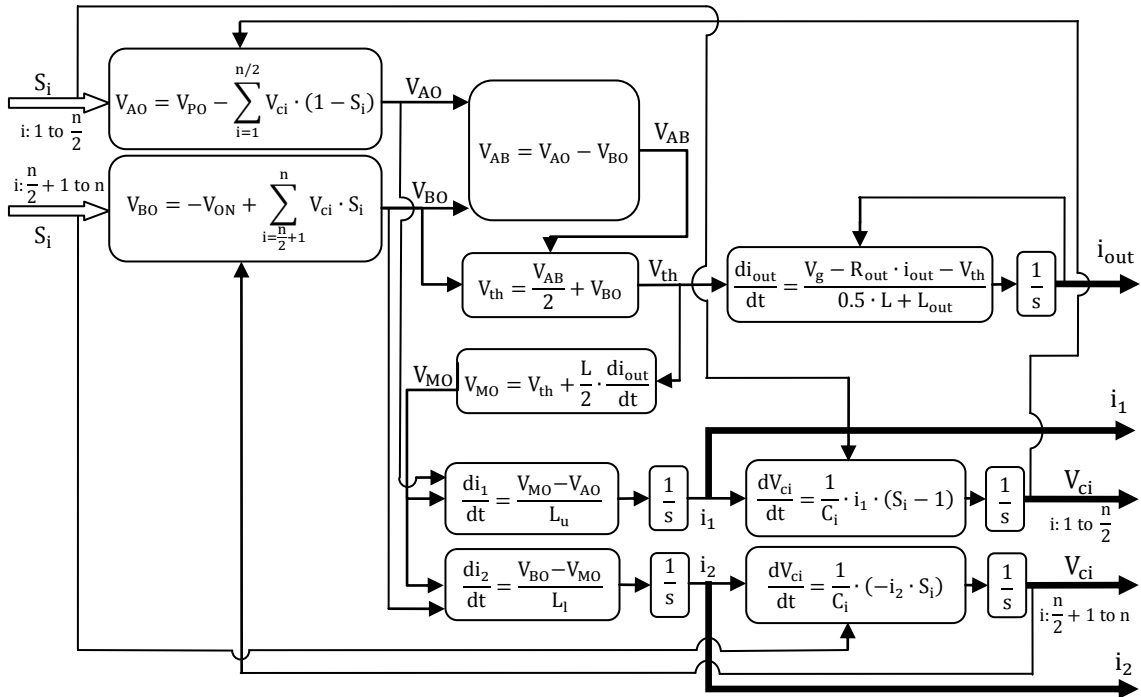 S_i
i: 1 to n/2
V_AO = V_PO − ∑_{i=1}^{n/2} V_ci · (1 − S_i)
V_AO
V_AB = V_AO − V_BO
V_AB
i: n/2 + 1 to n
S_i
V_BO = −V_ON + ∑_{i=n/2+1}^{n} V_ci · S_i
V_BO
V_th = V_AB/2 + V_BO
V_th
di_out/dt = (V_g − R_out · i_out − V_th)/(0.5 · L + L_out)
1/s
i_out
V_MO
V_MO = V_th + L/2 · di_out/dt
i_1
di_1/dt = (V_MO−V_AO)/L_u
1/s
i_1
dV_ci/dt = 1/C_i · i_1 · (S_i − 1)
1/s
V_ci
i: 1 to n/2
di_2/dt = (V_BO−V_MO)/L_l
1/s
i_2
dV_ci/dt = 1/C_i · (−i_2 · S_i)
1/s
V_ci
i: n/2 + 1 to n
i_2